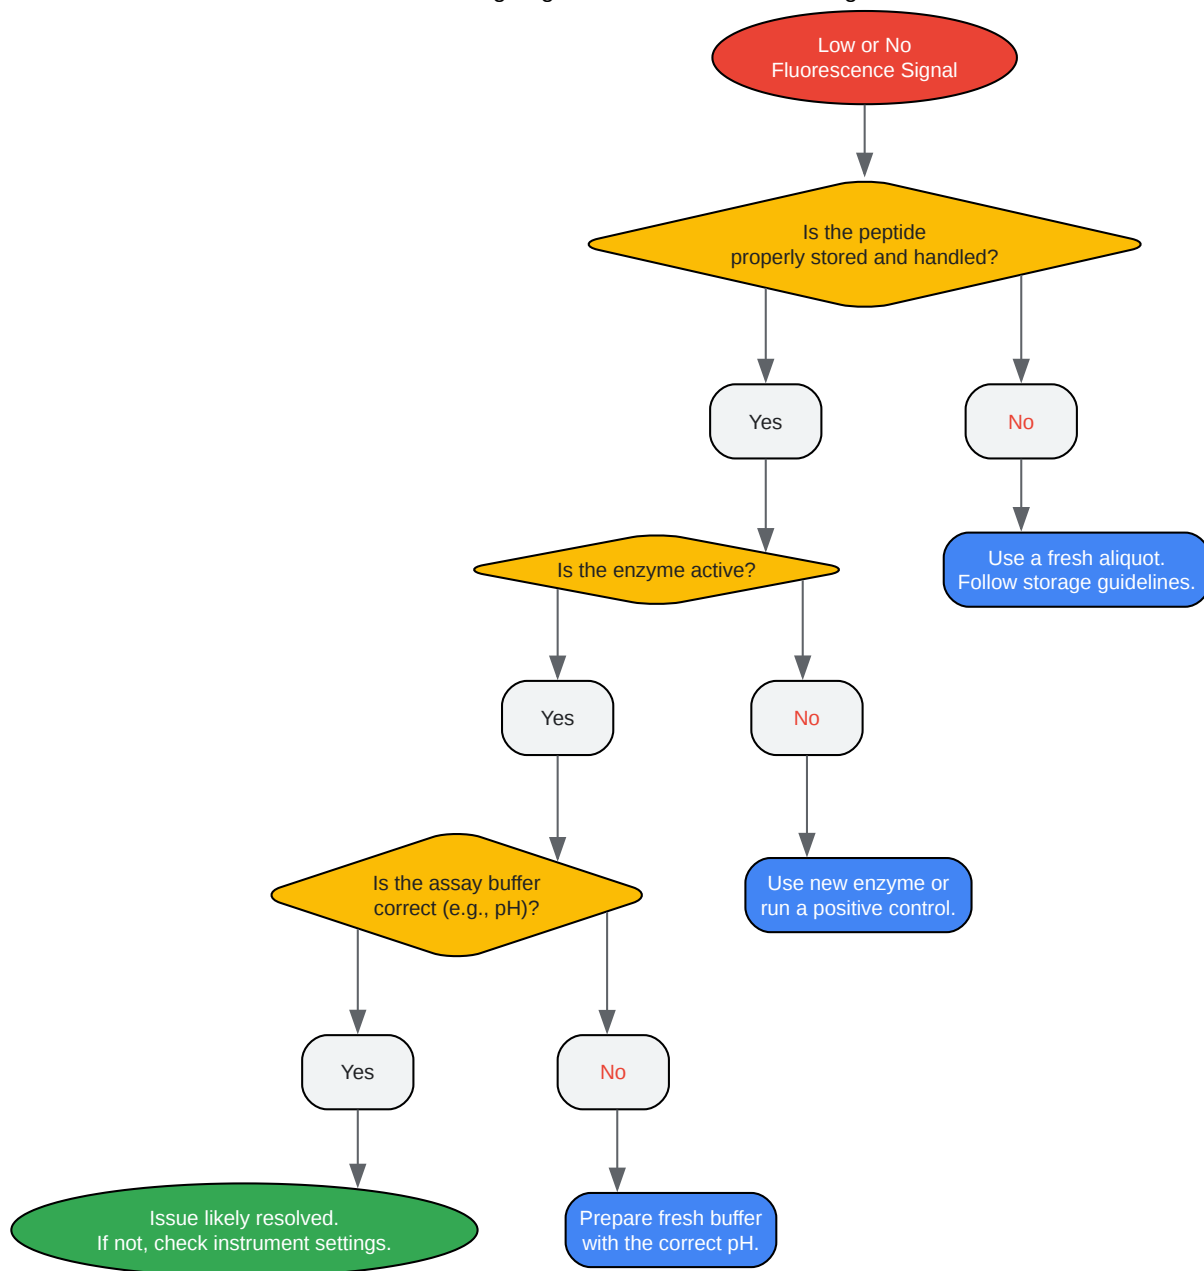 Low or No
Fluorescence Signal
Is the peptide
properly stored and handled?
Yes
No
Is the enzyme active?
Use a fresh aliquot.
Follow storage guidelines.
Yes
No
Is the assay buffer
correct (e.g., pH)?
Use new enzyme or
run a positive control.
Yes
No
Issue likely resolved.
If not, check instrument settings.
Prepare fresh buffer
with the correct pH.